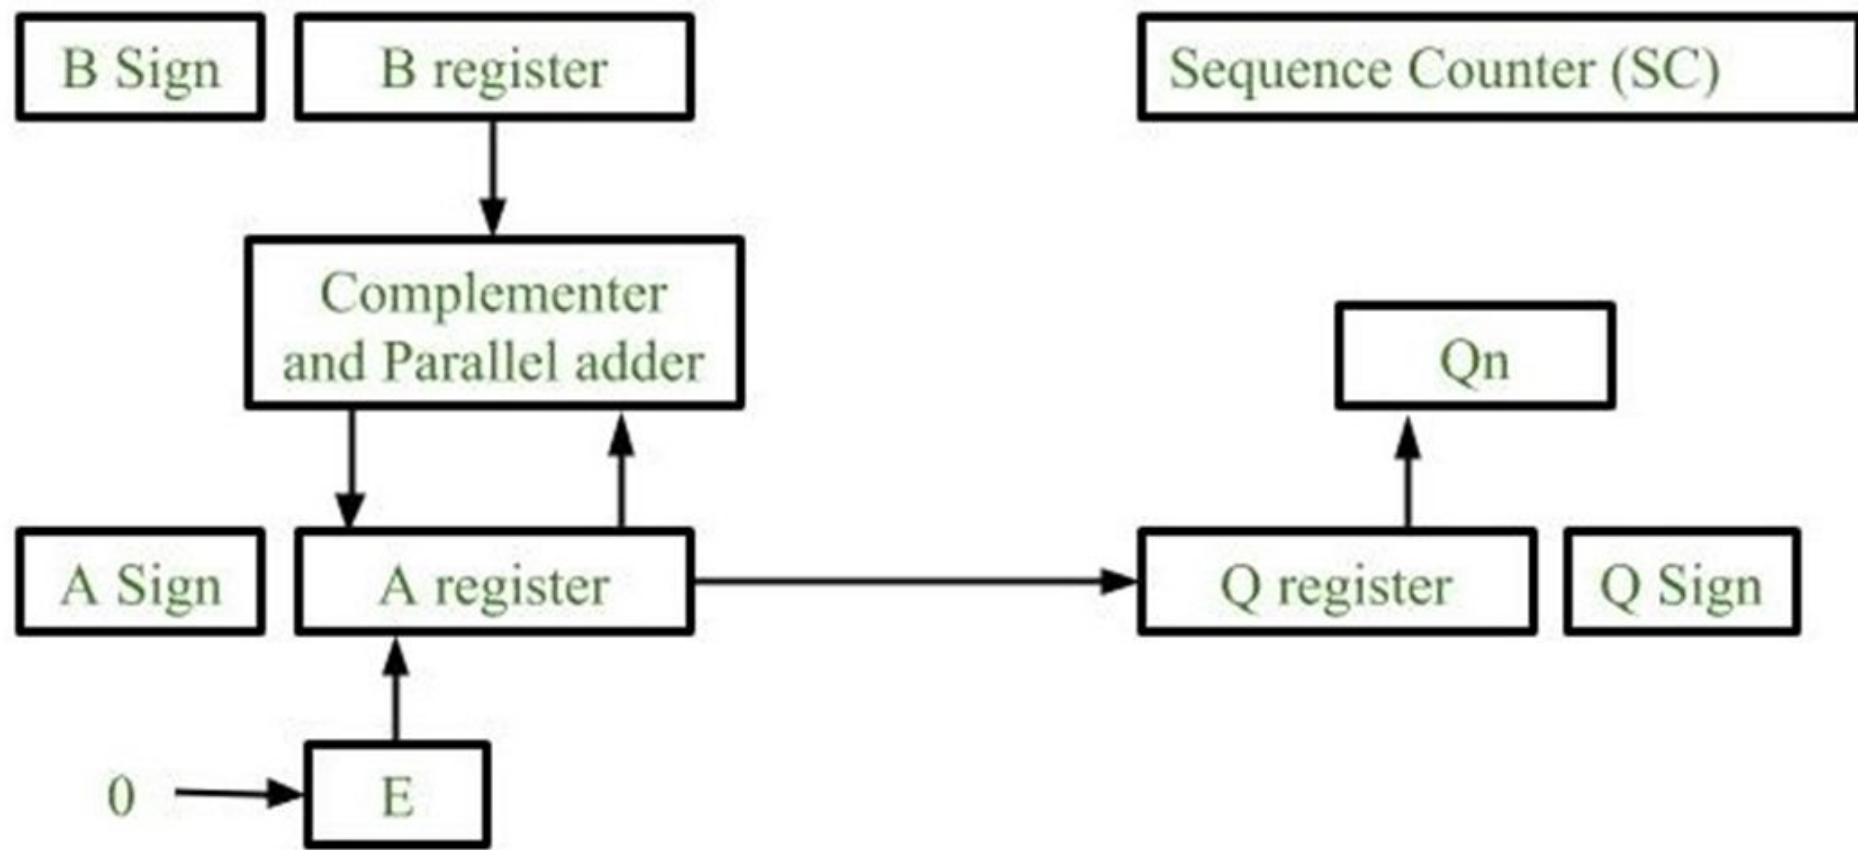 B Sign
B register
Sequence Counter (SC)
Complementer
and Parallel adder
Qn
A Sign
A register
Q register
Q Sign
0
E